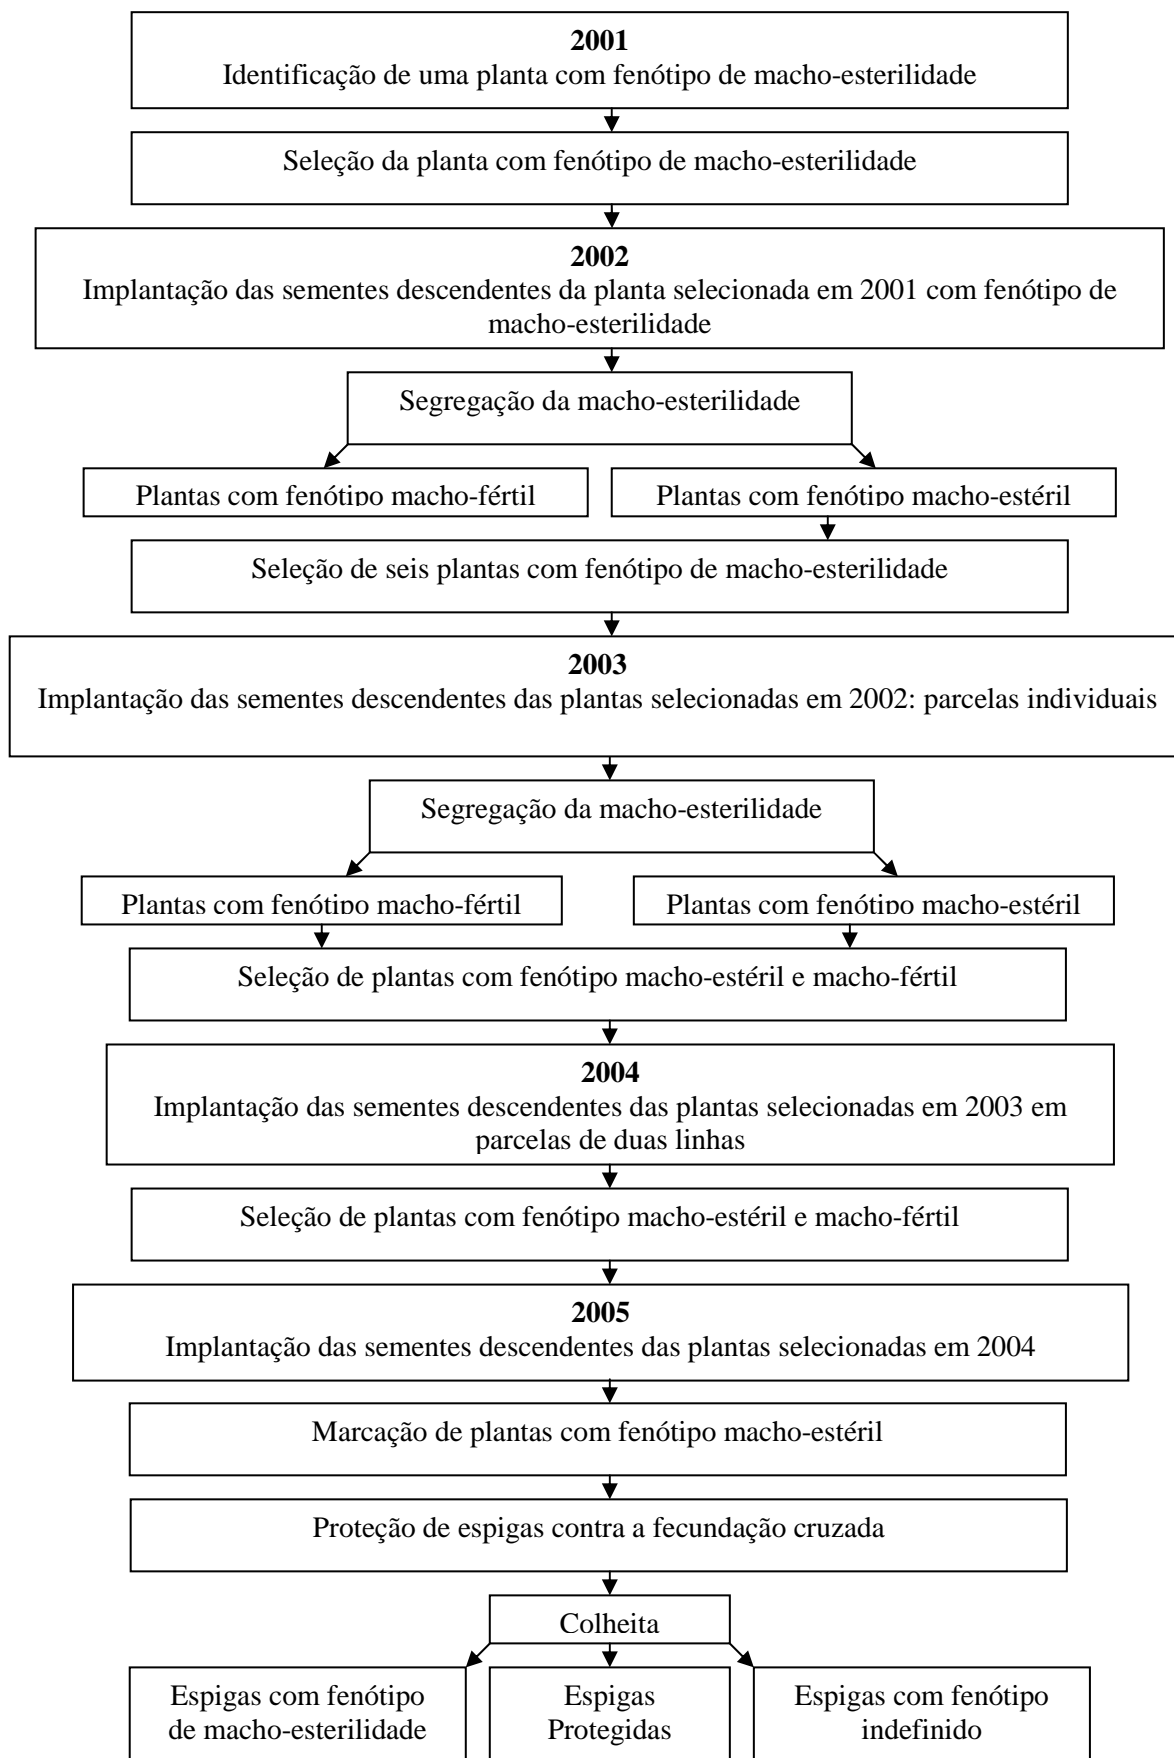 2001
Identificação de uma planta com fenótipo de macho-esterilidade
Seleção da planta com fenótipo de macho-esterilidade
2002
Implantação das sementes descendentes da planta selecionada em 2001 com fenótipo de
macho-esterilidade
Segregação da macho-esterilidade
Plantas com fenótipo macho-fértil
Plantas com fenótipo macho-estéril
Seleção de seis plantas com fenótipo de macho-esterilidade
2003
Implantação das sementes descendentes das plantas selecionadas em 2002: parcelas individuais
Segregação da macho-esterilidade
Plantas com fenótipo macho-fértil
Plantas com fenótipo macho-estéril
Seleção de plantas com fenótipo macho-estéril e macho-fértil
2004
Implantação das sementes descendentes das plantas selecionadas em 2003 em
parcelas de duas linhas
Seleção de plantas com fenótipo macho-estéril e macho-fértil
2005
Implantação das sementes descendentes das plantas selecionadas em 2004
Marcação de plantas com fenótipo macho-estéril
Proteção de espigas contra a fecundação cruzada
Colheita
Espigas com fenótipo
de macho-esterilidade
Espigas
Protegidas
Espigas com fenótipo
indefinido